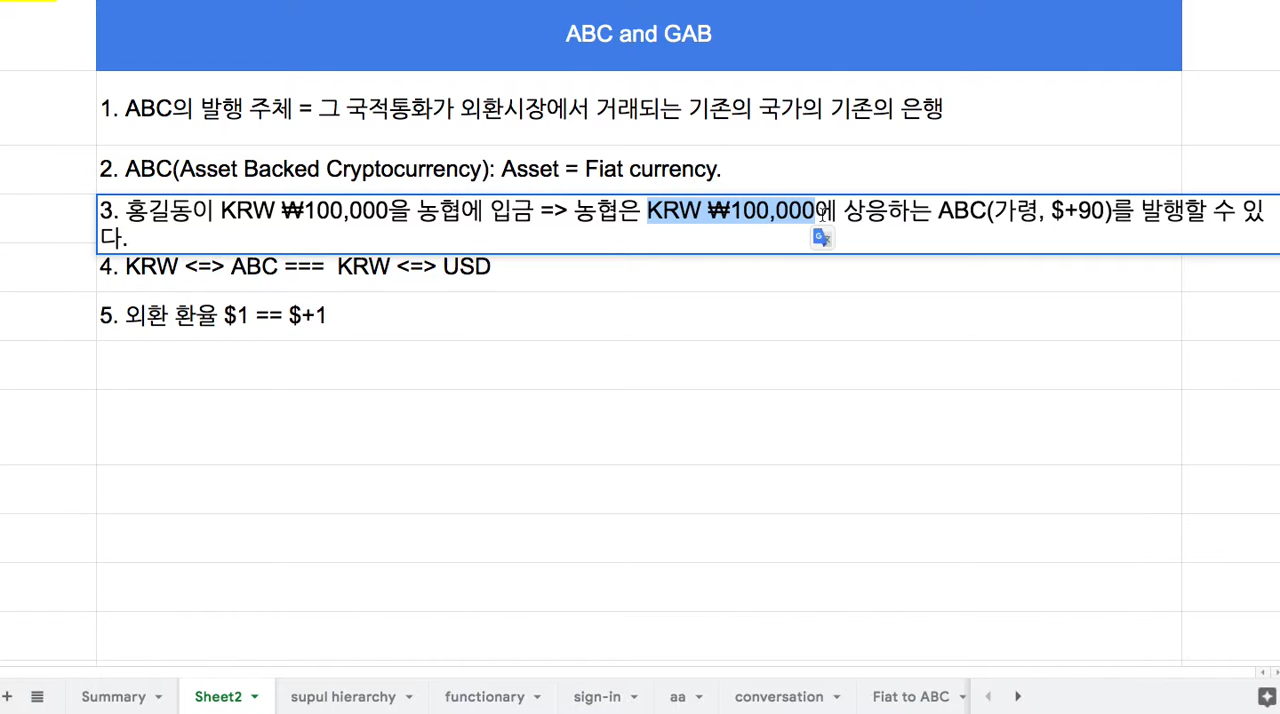 ABC and GAB
1. ABC의 발행 주체 = 그 국적통화가 외환시장에서 거래되는 기존의 국가의 기존의 은행
2. ABC(Asset Backed Cryptocurrency): Asset = Fiat currency.
3. 홍길동이 KRW ₩100,000을 농협에 입금 => 농협은 KRW ₩100,000에 상응하는 ABC(가령, $+90)를 발행할 수 있
다.
4. KRW <=> ABC ===  KRW <=> USD
5. 외환 환율 $1 == $+1
Summary Sheet2 supul hierarchy functionary sign-in aa conversation Fiat to ABC